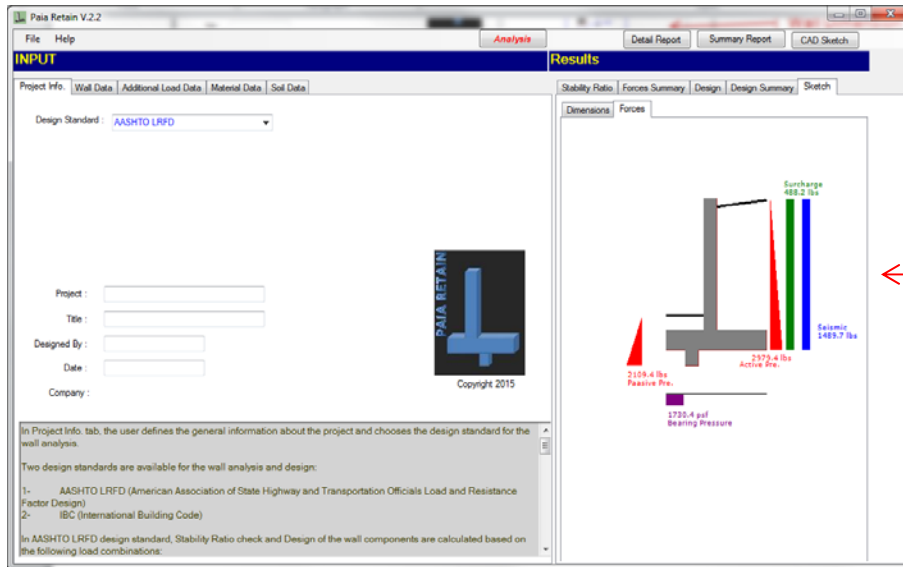 Paia Retain V.2.2
File Help
Analysis
Detail Report Summary Report CAD Sketch
INPUT
Results
Project Info. Wall Data Additional Load Data Material Data Soil Data
Stability Ratio Forces Summary Design Design Summary Sketch
Dimensions Forces
Design Standard : AASHTO LRFD
Surcharge
488.2 lbs
PAIA RETAIN
Project :
Title :
Designed By :
Date :
Company :
Copyright 2015
Seismic
1489.7 lbs
2979.4 lbs
Active Pre.
2109.4 lbs
Passive Pre.
1730.4 psf
Bearing Pressure
In Project Info. tab, the user defines the general information about the project and chooses the design standard for the
wall analysis.
Two design standards are available for the wall analysis and design:
1- AASHTO LRFD (American Association of State Highway and Transportation Officials Load and Resistance
Factor Design)
2- IBC (International Building Code)
In AASHTO LRFD design standard, Stability Ratio check and Design of the wall components are calculated based on
the following load combinations: